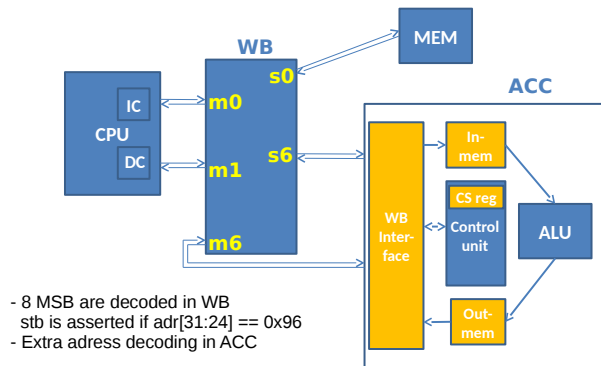 WB
MEM
ACC
CPU
IC
DC
m0
m1
m6
s0
s6
WB
Inter-
face
In-
mem
CS reg
Control
unit
ALU
Out-
mem
- 8 MSB are decoded in WB
stb is asserted if adr[31:24] == 0x96
- Extra adress decoding in ACC